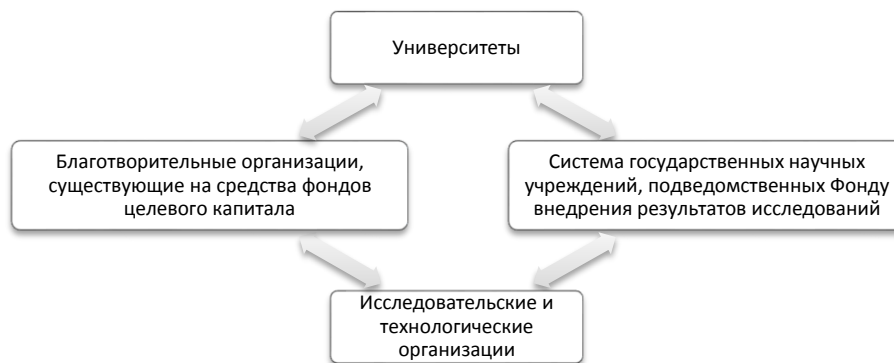 Университеты
Благотворительные организации,
существующие на средства фондов
целевого капитала
Система государственных научных
учреждений, подведомственных Фонду
внедрения результатов исследований
Исследовательские и
технологические
организации